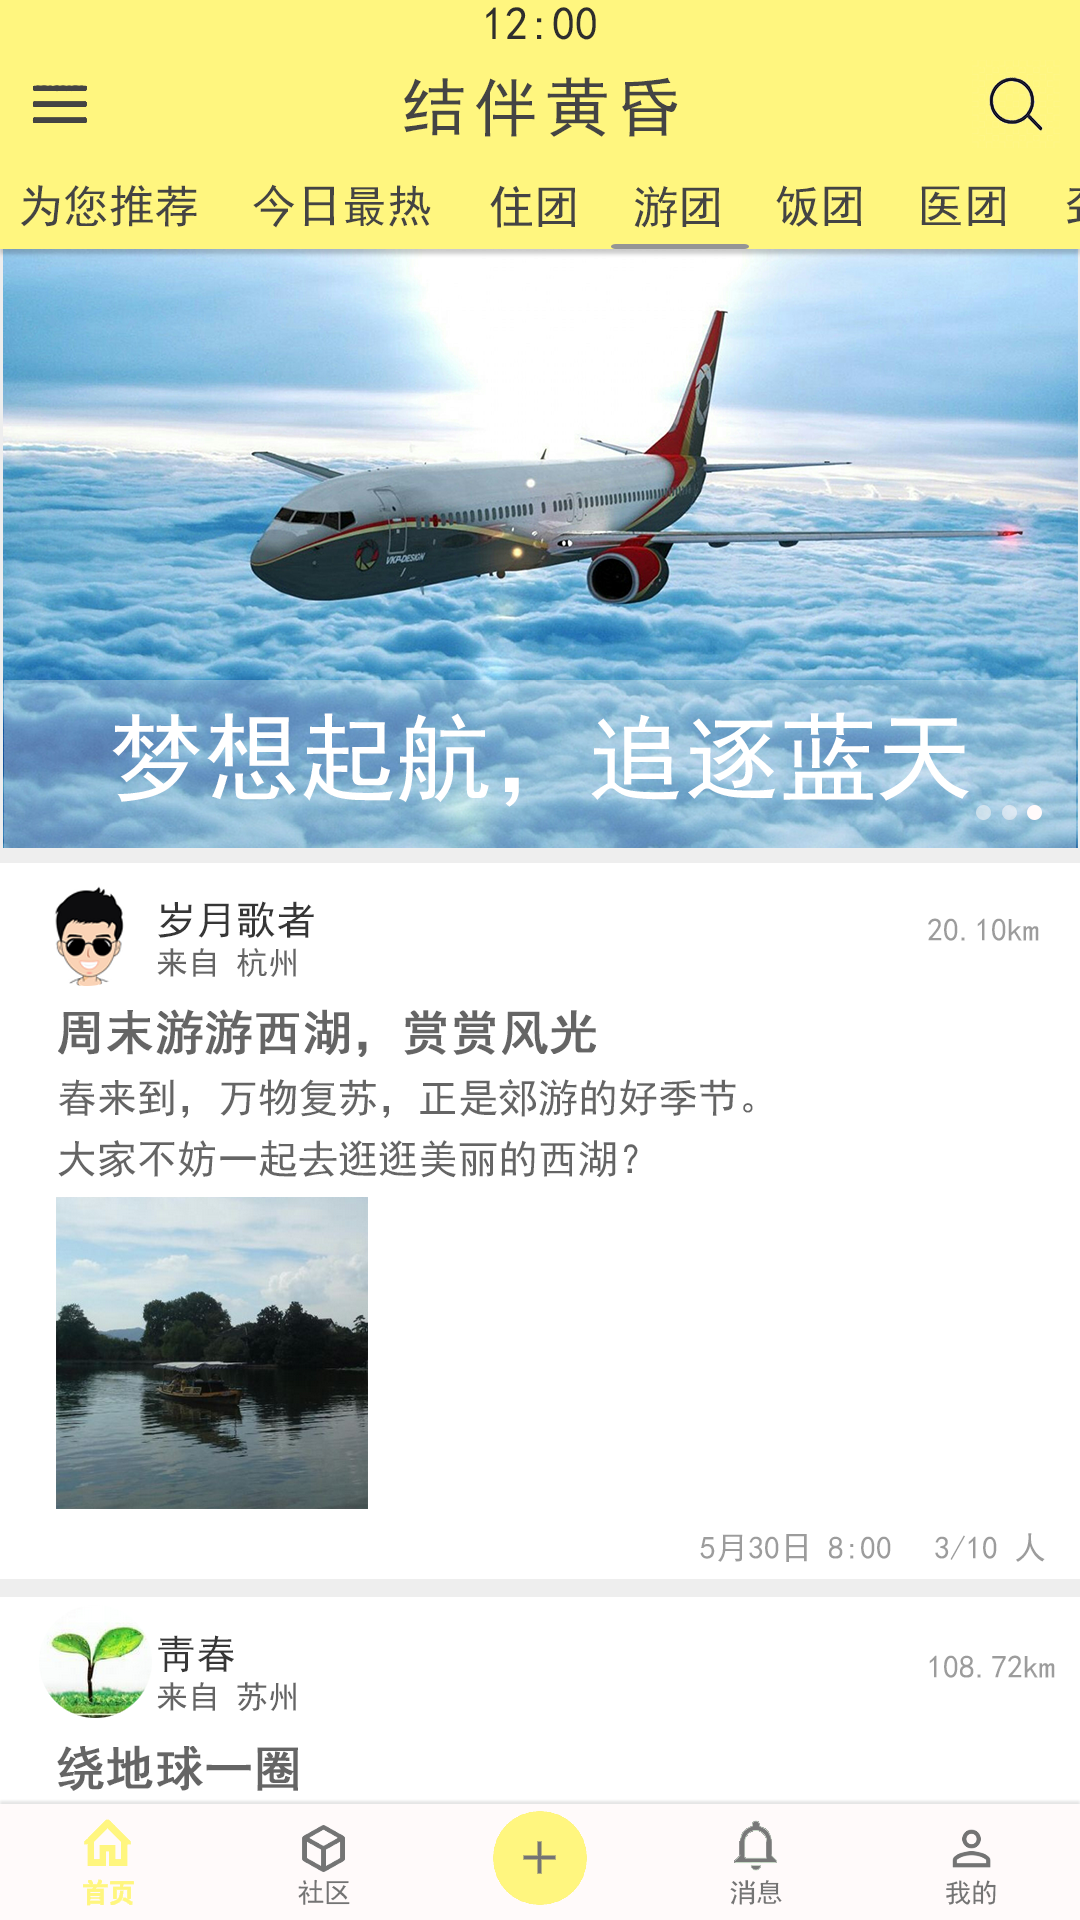 12:00
结伴黄昏
为您推荐 今日最热 住团 游团 饭团 医团
VKP-DESIGN
梦想起航，追逐蓝天
岁月歌者
20.10km
来自 杭州
周末游游西湖，赏赏风光
春来到，万物复苏，正是郊游的好季节。
大家不妨一起去逛逛美丽的西湖？
5月30日 8:00 3/10 人
青春
108.72km
来自 苏州
绕地球一圈
首页 社区 消息 我的